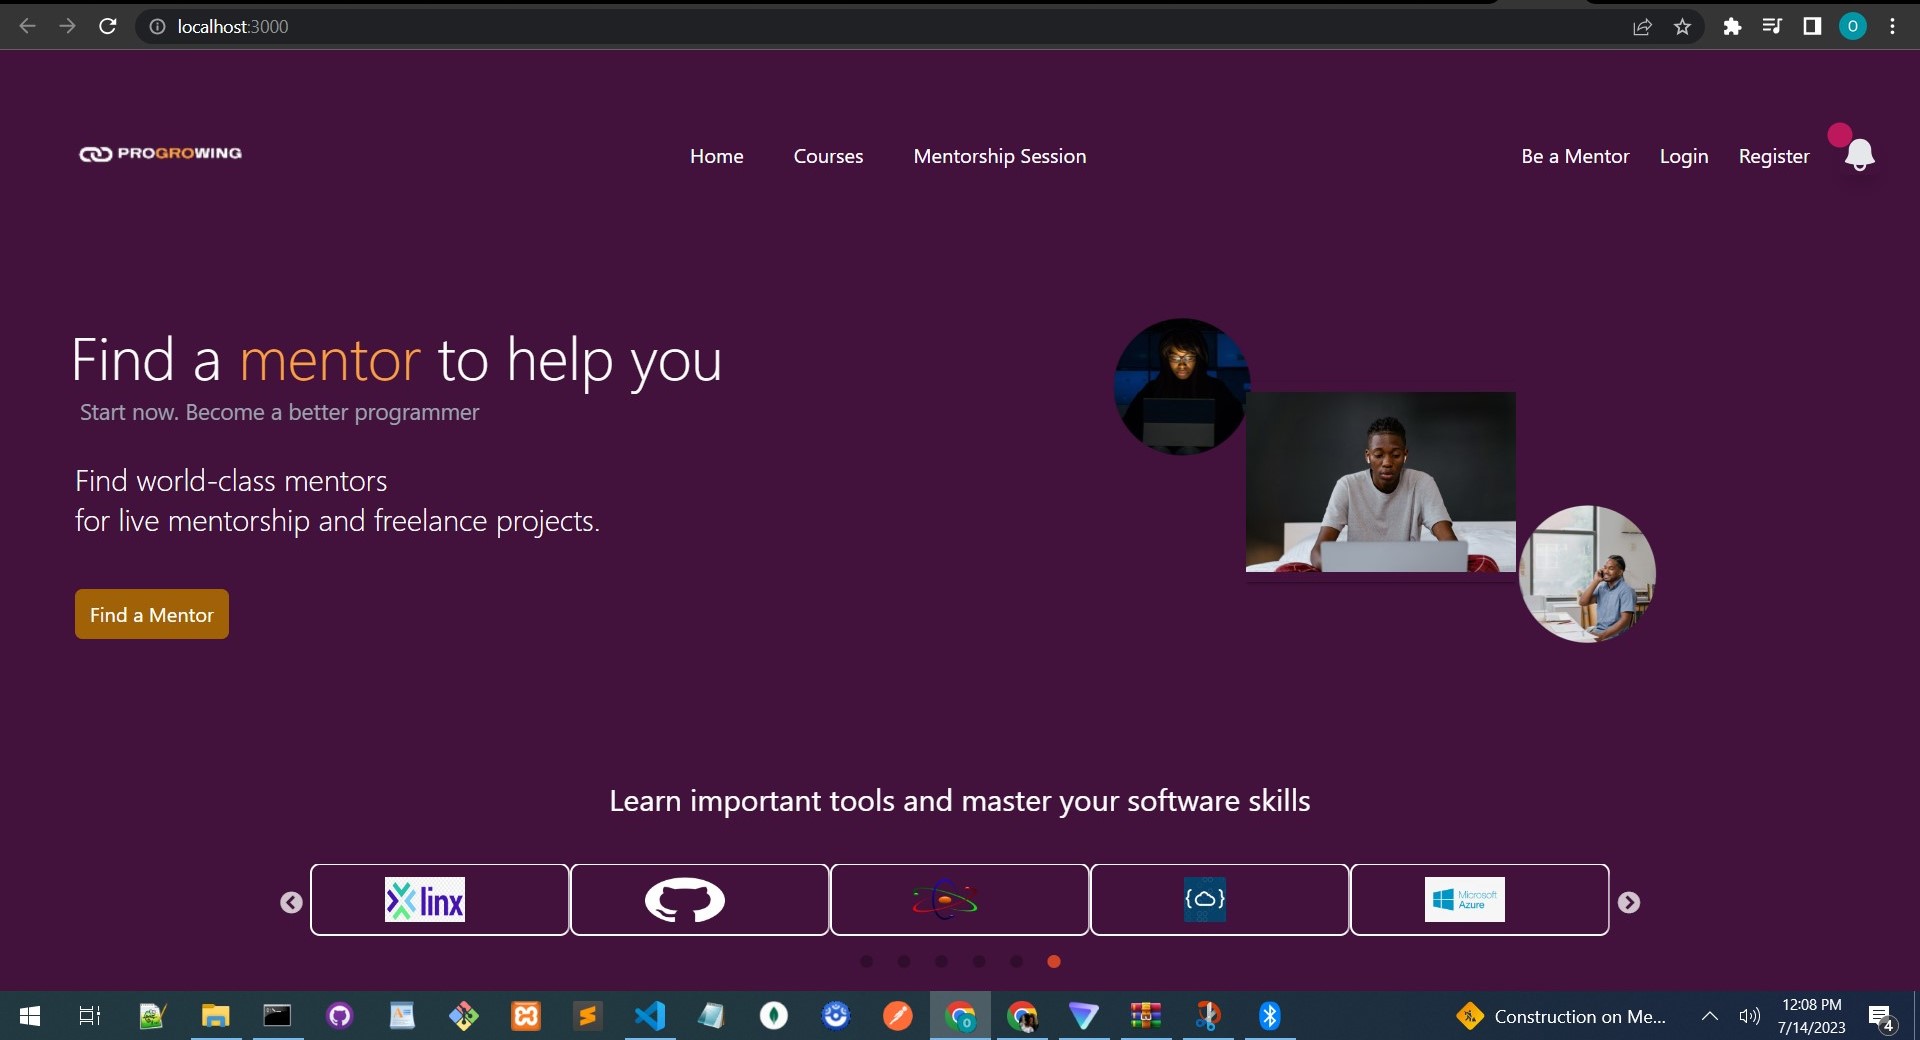 localhost:3000
O
PROGROWING
Home
Courses
Mentorship Session
Be a Mentor
Login
Register
Find a mentor to help you
Start now. Become a better programmer
Find world-class mentors
for live mentorship and freelance projects.
Find a Mentor
Learn important tools and master your software skills
linx
Microsoft
Azure
Construction on Me...
12:08 PM
7/14/2023
4